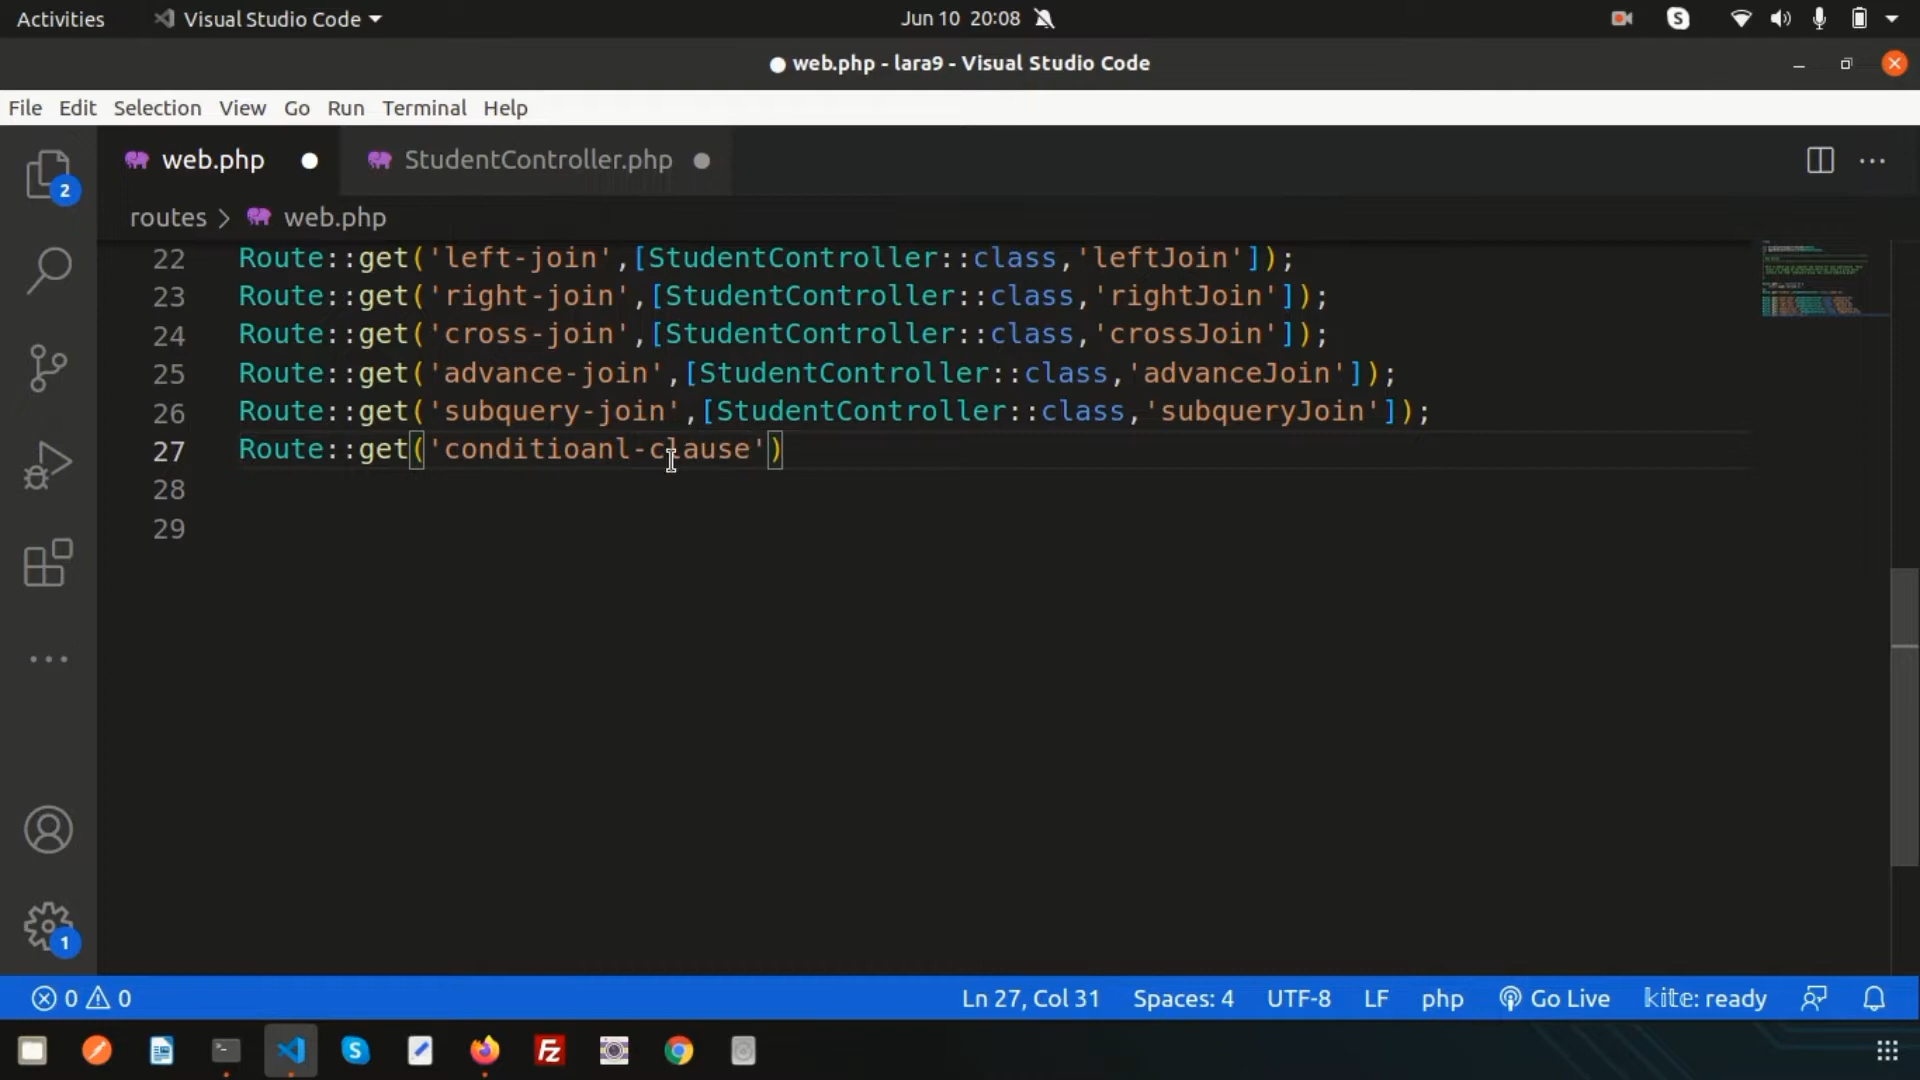 Activities Visual Studio Code Jun 10 20:08
web.php - lara9 - Visual Studio Code
File Edit Selection View Go Run Terminal Help
2 web.php StudentController.php
routes > web.php
22 Route::get('left-join',[StudentController::class,'leftJoin']);
23 Route::get('right-join',[StudentController::class,'rightJoin']);
24 Route::get('cross-join',[StudentController::class,'crossJoin']);
25 Route::get('advance-join',[StudentController::class,'advanceJoin']);
26 Route::get('subquery-join',[StudentController::class,'subqueryJoin']);
27 Route::get('conditioanl-clause')
28
29
1
0 0 Ln 27, Col 31 Spaces: 4 UTF-8 LF php Go Live kite: ready